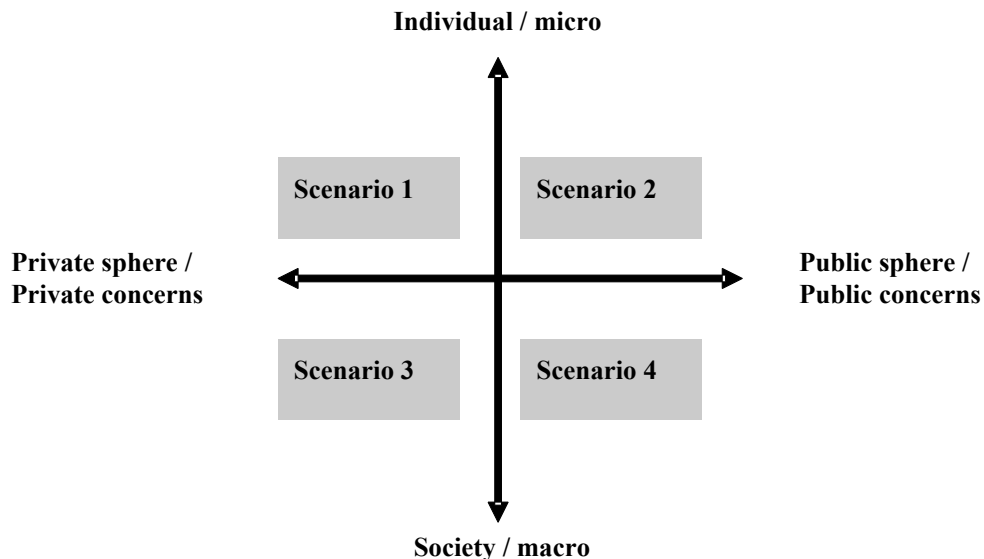 Individual / micro
Scenario 1
Scenario 2
Private sphere /
Private concerns
Public sphere /
Public concerns
Scenario 3
Scenario 4
Society / macro